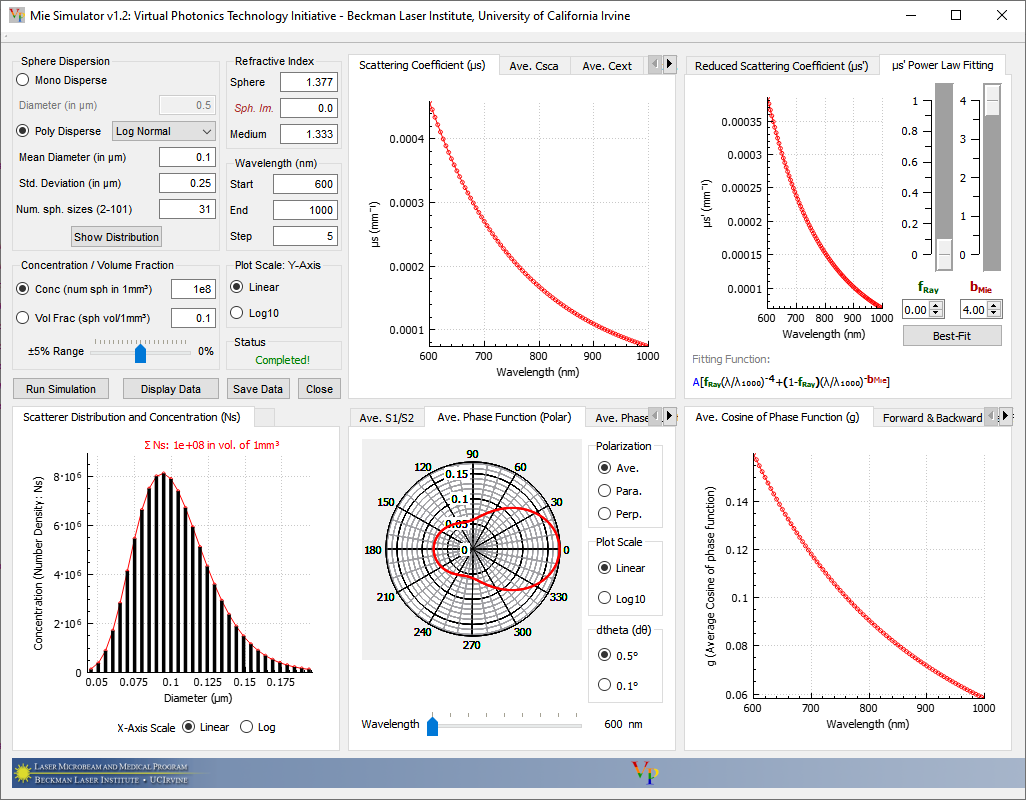 Mie Simulator v1.2: Virtual Photonics Technology Initiative - Beckman Laser Institute, University of California Irvine
Sphere Dispersion
Mono Disperse
Diameter (in µm) 0.5
Poly Disperse Log Normal
Mean Diameter (in µm) 0.1
Std. Deviation (in µm) 0.25
Num. sph. sizes (2-101) 31
Show Distribution
Refractive Index
Sphere 1.377
Sph. Im. 0.0
Medium 1.333
Wavelength (nm)
Start 600
End 1000
Step 5
Concentration / Volume Fraction
Conc (num sph in 1mm³) 1e8
Vol Frac (sph vol/1mm³) 0.1
±5% Range 0%
Plot Scale: Y-Axis
Linear
Log10
Status
Completed!
Run Simulation Display Data Save Data Close
Scattering Coefficient (µs) Ave. Csca Ave. Cext
0.0004
0.0003
0.0002
0.0001
µs (mm⁻¹)
600 700 800 900 1000
Wavelength (nm)
Reduced Scattering Coefficient (µs') µs' Power Law Fitting
0.00035
0.0003
0.00025
0.0002
0.00015
0.0001
µs' (mm⁻¹)
600 700 800 900 1000
Wavelength (nm)
1
0.8
0.6
0.4
0.2
0
4
3
2
1
0
fRay bMie
0.00 4.00
Best-Fit
Fitting Function:
A[fRay(λ/λ1000)-4+(1-fRay)(λ/λ1000)-bMie]
Scatterer Distribution and Concentration (Ns)
Σ Ns: 1e+08 in vol. of 1mm³
8·10⁶
6·10⁶
4·10⁶
2·10⁶
0
Concentration (Number Density: Ns)
0.05 0.075 0.1 0.125 0.15 0.175
Diameter (µm)
X-Axis Scale Linear Log
Ave. S1/S2 Ave. Phase Function (Polar) Ave. Phase
90
120 60
0.15
150 0.1 30
0.05
180 0 0
210 330
240 300
270
Polarization
Ave.
Para.
Perp.
Plot Scale
Linear
Log10
dtheta (dθ)
0.5°
0.1°
Wavelength 600 nm
Ave. Cosine of Phase Function (g) Forward & Backward
0.14
0.12
0.1
0.08
0.06
g (Average Cosine of phase function)
600 700 800 900 1000
Wavelength (nm)
LASER MICROBEAM AND MEDICAL PROGRAM
BECKMAN LASER INSTITUTE • UCIRVINE
VP